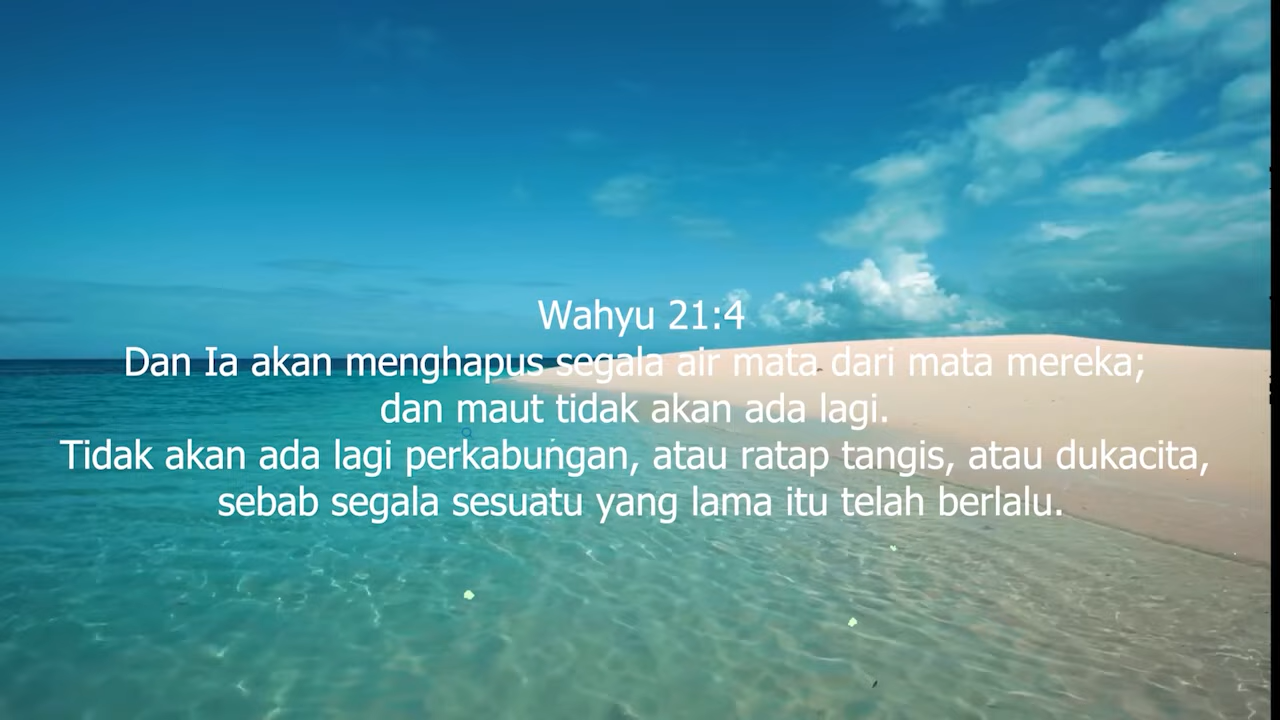 Wahyu 21:4
Dan Ia akan menghapus segala air mata dari mata mereka;
dan maut tidak akan ada lagi.
Tidak akan ada lagi perkabungan, atau ratap tangis, atau dukacita,
sebab segala sesuatu yang lama itu telah berlalu.